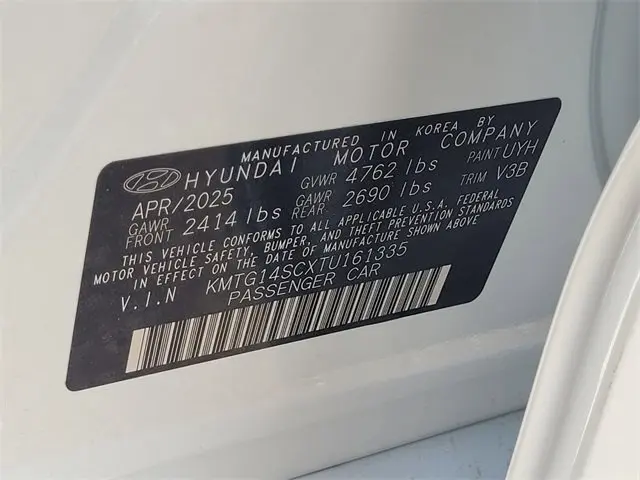 MANUFACTURED IN KOREA BY
HYUNDAI MOTOR COMPANY
APR/2025 GVWR 4762 lbs PAINT UYH
GAWR FRONT 2414 lbs GAWR REAR 2690 lbs TRIM V3B
THIS VEHICLE CONFORMS TO ALL APPLICABLE U.S.A. FEDERAL
MOTOR VEHICLE SAFETY, BUMPER, AND THEFT PREVENTION STANDARDS
IN EFFECT ON THE DATE OF MANUFACTURE SHOWN ABOVE.
V.I.N KMTG14SCXTU161335
PASSENGER CAR